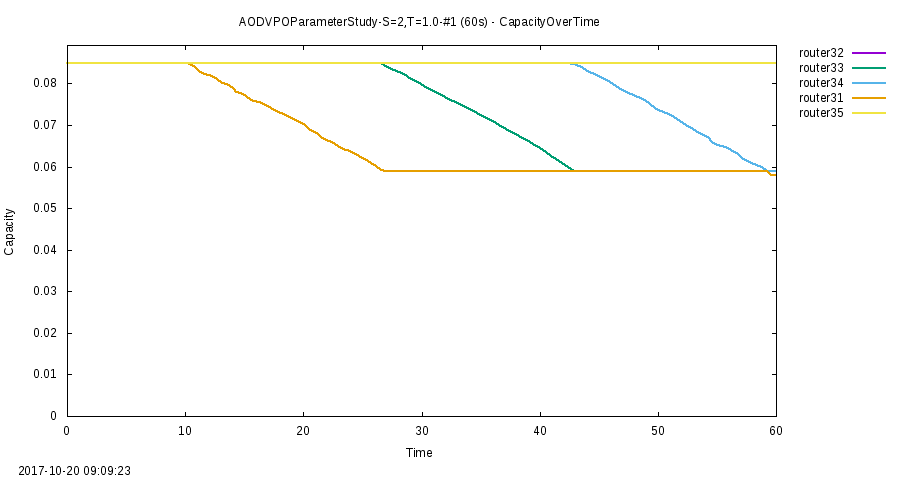 AODVPOParameterStudy-S=2,T=1.0-#1 (60s) - CapacityOverTime
router32
router33
router34
router31
router35
0.08
0.07
0.06
0.05
0.04
0.03
0.02
0.01
0
Capacity
0 10 20 30 40 50 60
Time
2017-10-20 09:09:23